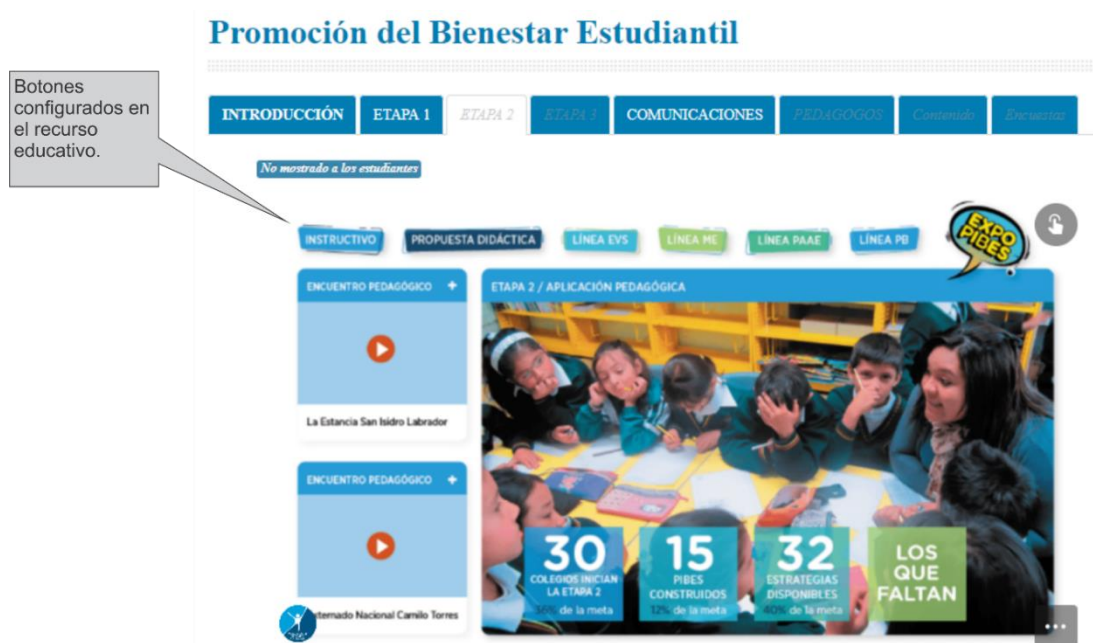 Promoción del Bienestar Estudiantil
Botones
configurados en
el recurso
educativo.
INTRODUCCIÓN ETAPA 1 ETAPA 2 ETAPA 3 COMUNICACIONES PEDAGOGOS Contenido Encuestas
No mostrado a los estudiantes
INSTRUCTIVO PROPUESTA DIDÁCTICA LÍNEA EVS LÍNEA ME LÍNEA PAAE LÍNEA PB
EXPO
PIBES
ENCUENTRO PEDAGÓGICO +
La Estancia San Isidro Labrador
ENCUENTRO PEDAGÓGICO +
ternado Nacional Camilo Torres
ETAPA 2 / APLICACIÓN PEDAGÓGICA
30
COLEGIOS INICIAN
LA ETAPA 2
36% de la meta
15
PIBES
CONSTRUIDOS
12% de la meta
32
ESTRATEGIAS
DISPONIBLES
40% de la meta
LOS
QUE
FALTAN